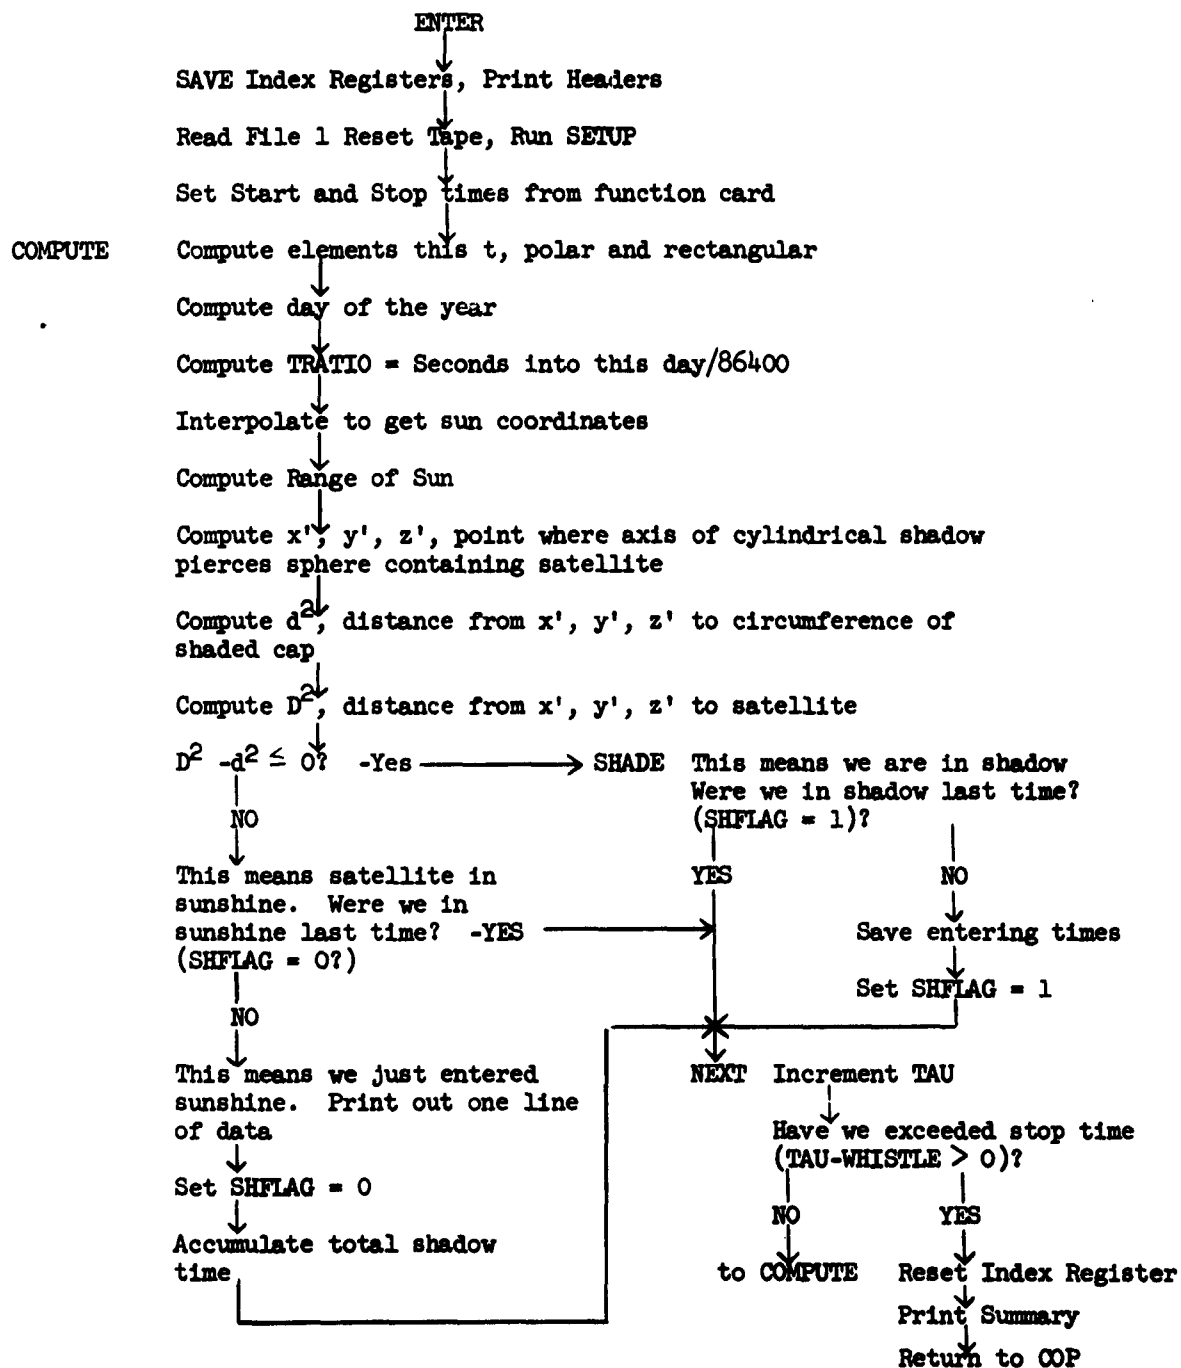 ENTER
SAVE Index Registers, Print Headers
Read File 1 Reset Tape, Run SETUP
Set Start and Stop times from function card
COMPUTE Compute elements this t, polar and rectangular
Compute day of the year
Compute TRATIO = Seconds into this day/86400
Interpolate to get sun coordinates
Compute Range of Sun
Compute x', y', z', point where axis of cylindrical shadow
pierces sphere containing satellite
Compute d², distance from x', y', z' to circumference of
shaded cap
Compute D², distance from x', y', z' to satellite
D² -d² ≤ 0? -Yes
SHADE This means we are in shadow
Were we in shadow last time?
(SHFLAG = 1)?
NO
YES
NO
This means satellite in
sunshine. Were we in
sunshine last time? -YES
(SHFLAG = 0?)
Save entering times
Set SHFLAG = 1
NO
This means we just entered
sunshine. Print out one line
of data
Set SHFLAG = 0
Accumulate total shadow
time
NEXT Increment TAU
Have we exceeded stop time
(TAU-WHISTLE > 0)?
NO
YES
to COMPUTE
Reset Index Register
Print Summary
Return to COP